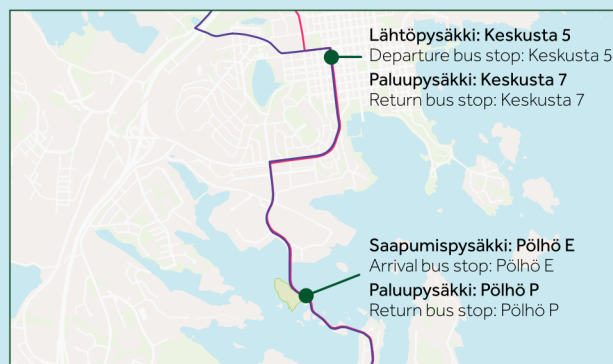 Lähtöpysäkki: Keskusta 5
Departure bus stop: Keskusta 5
Paluupysäkki: Keskusta 7
Return bus stop: Keskusta 7
Saapumispysäkki: Pölhö E
Arrival bus stop: Pölhö E
Paluupysäkki: Pölhö P
Return bus stop: Pölhö P